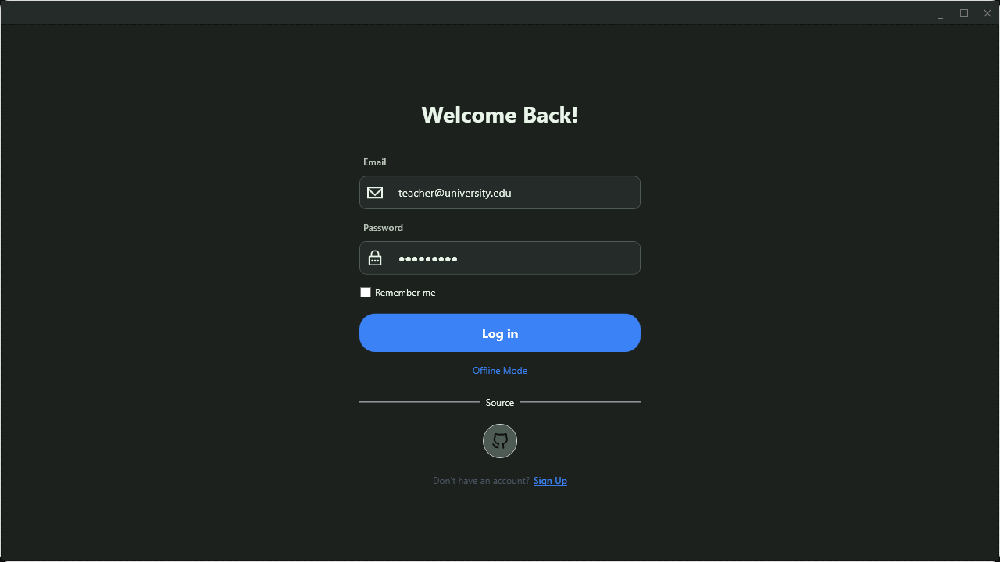 Welcome Back!
Email
teacher@university.edu
Password
●●●●●●●●●
Remember me
Log in
Offline Mode
Source
Don't have an account? Sign Up